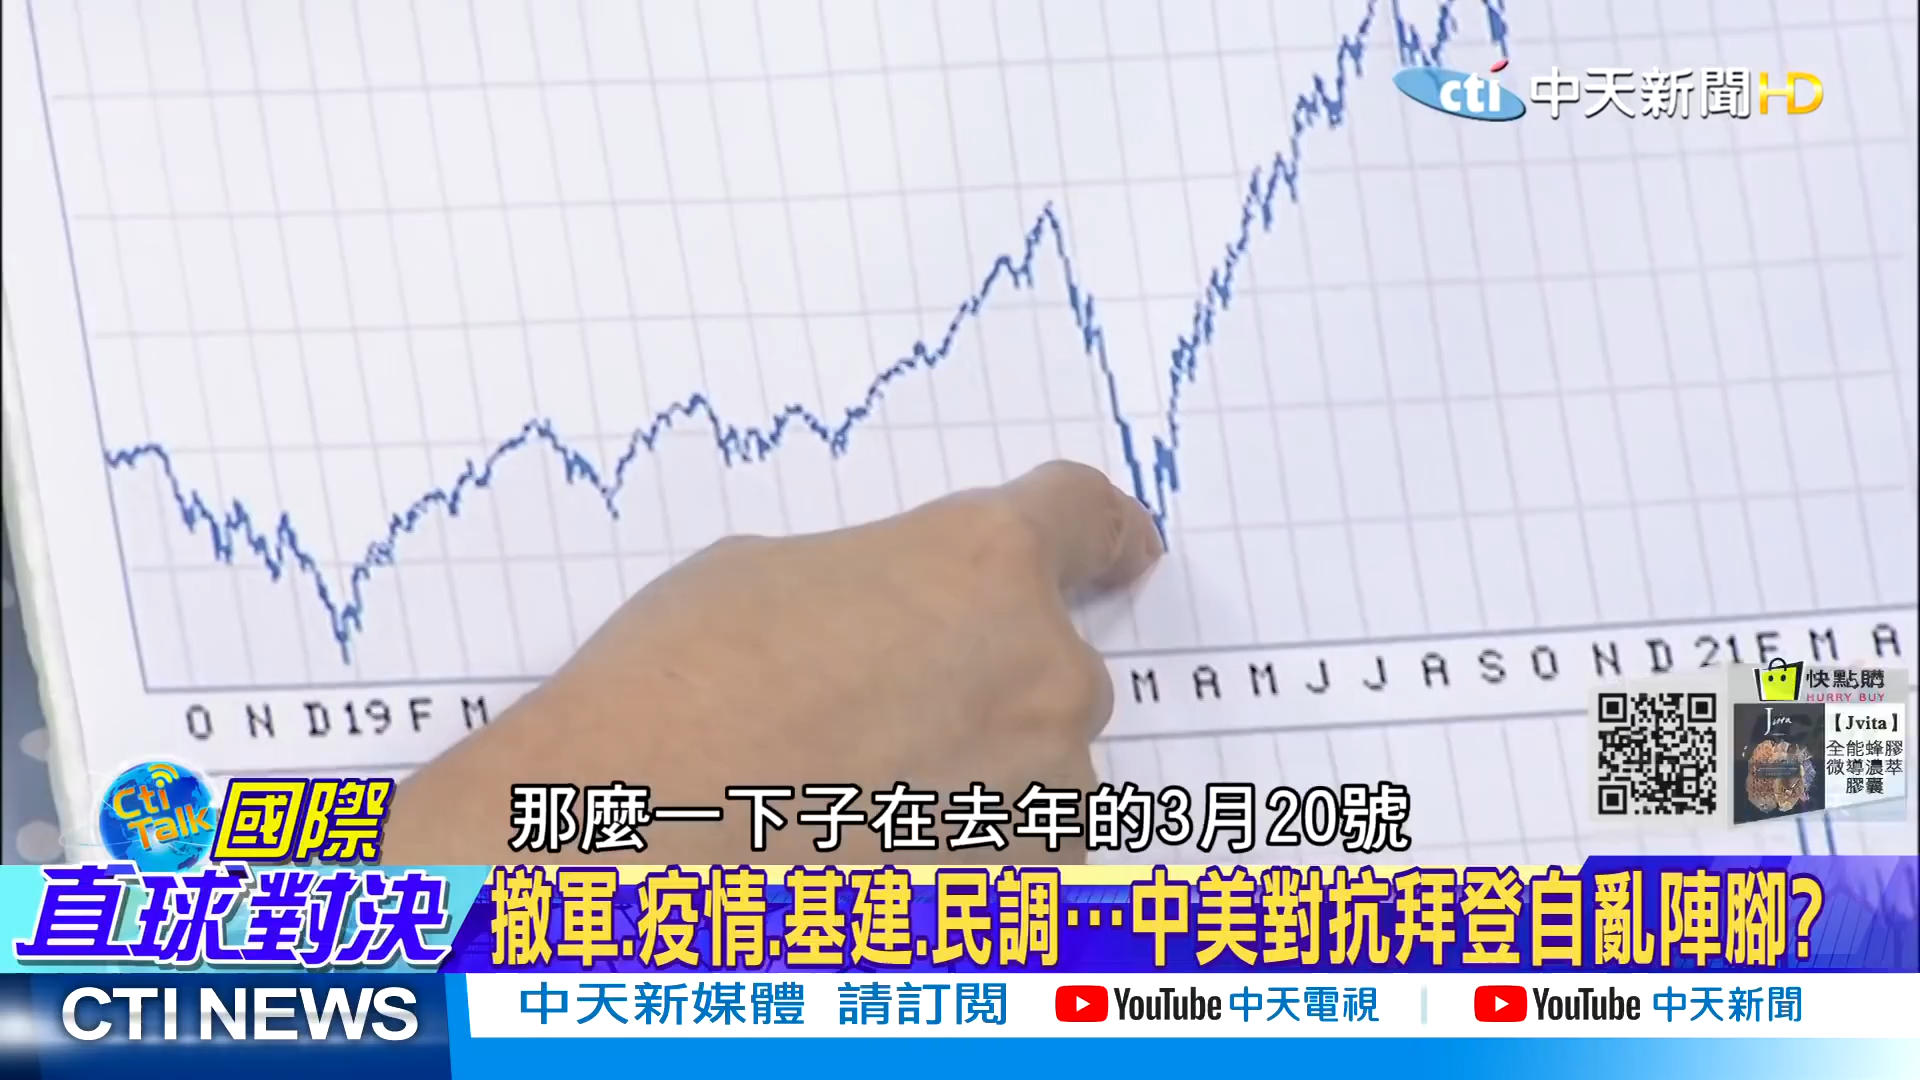 cti 中天新聞HD
O N D 19 F M
M A M J J A S O N D 21 F M A
快點購
HURRY BUY
Jvita
【Jvita】
全能蜂膠
微導濃萃
膠囊
Cti Talk
國際
直球對決
那麼一下子在去年的3月20號
撤軍.疫情.基建.民調…中美對抗拜登自亂陣腳?
CTI NEWS
中天新媒體 請訂閱 YouTube 中天電視 | YouTube 中天新聞